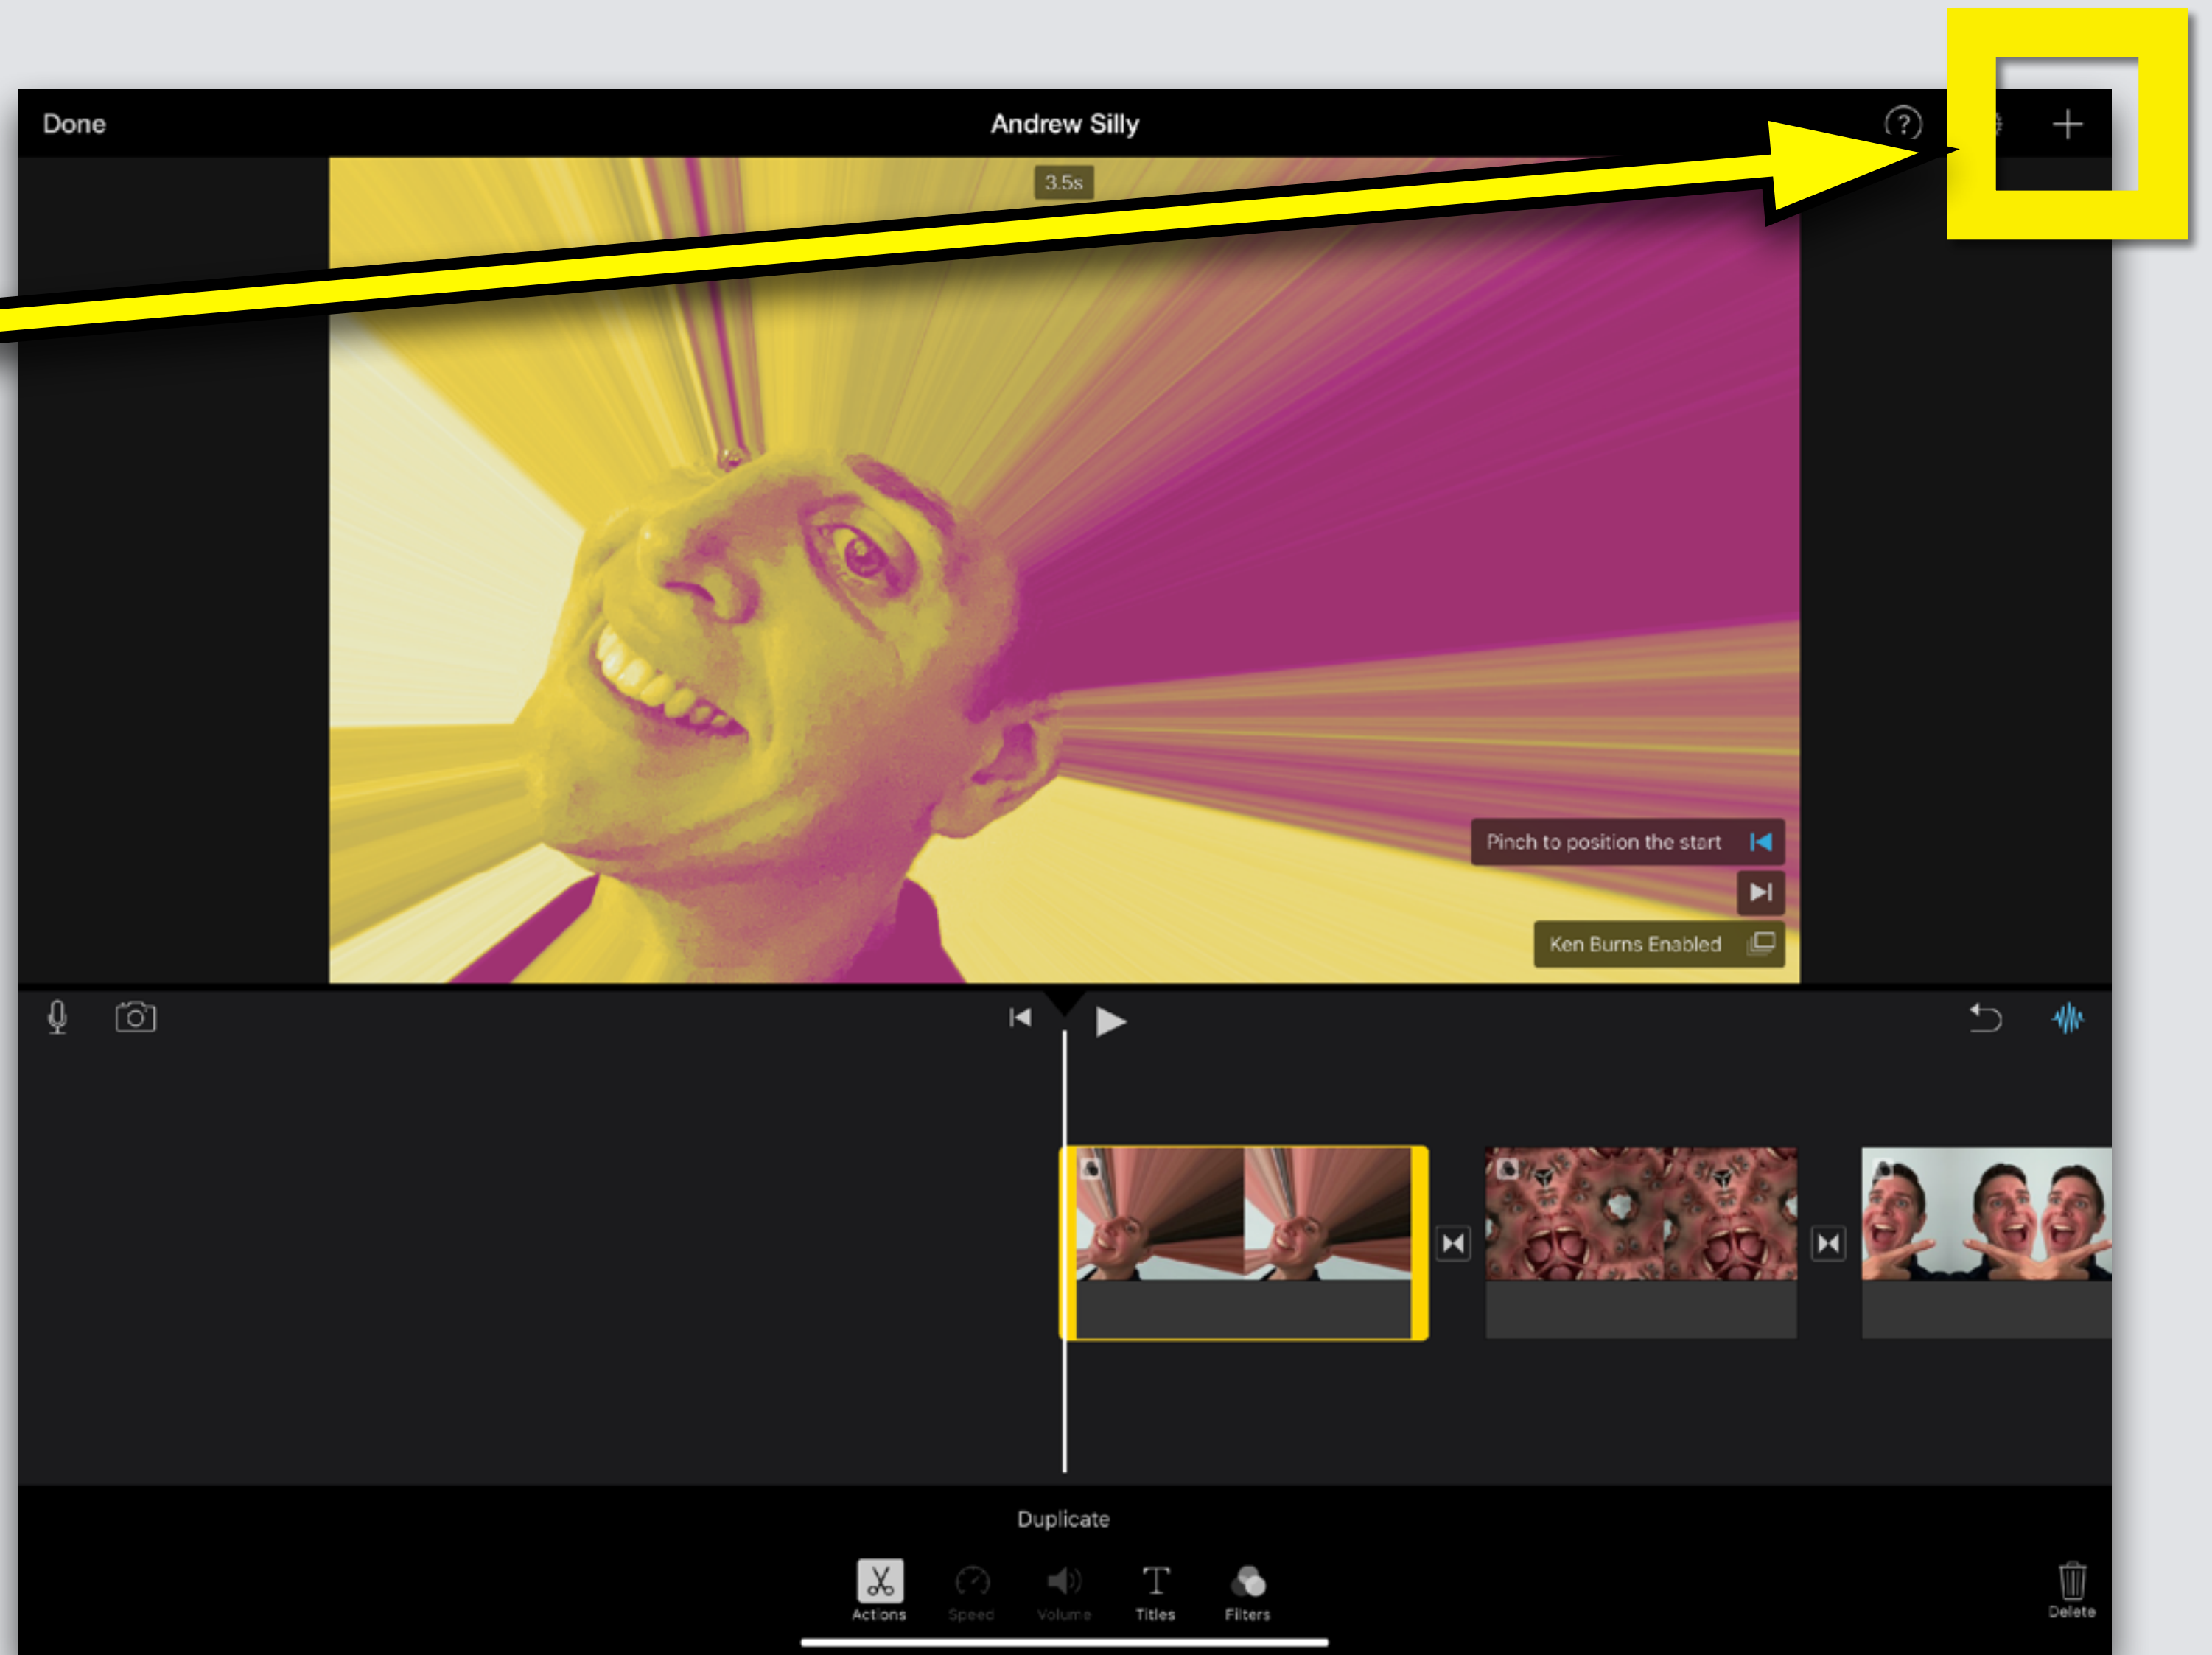 Done
Andrew Silly
?
3.5s
Pinch to position the start
Ken Burns Enabled
Duplicate
Actions
Speed
Volume
Titles
Filters
Delete